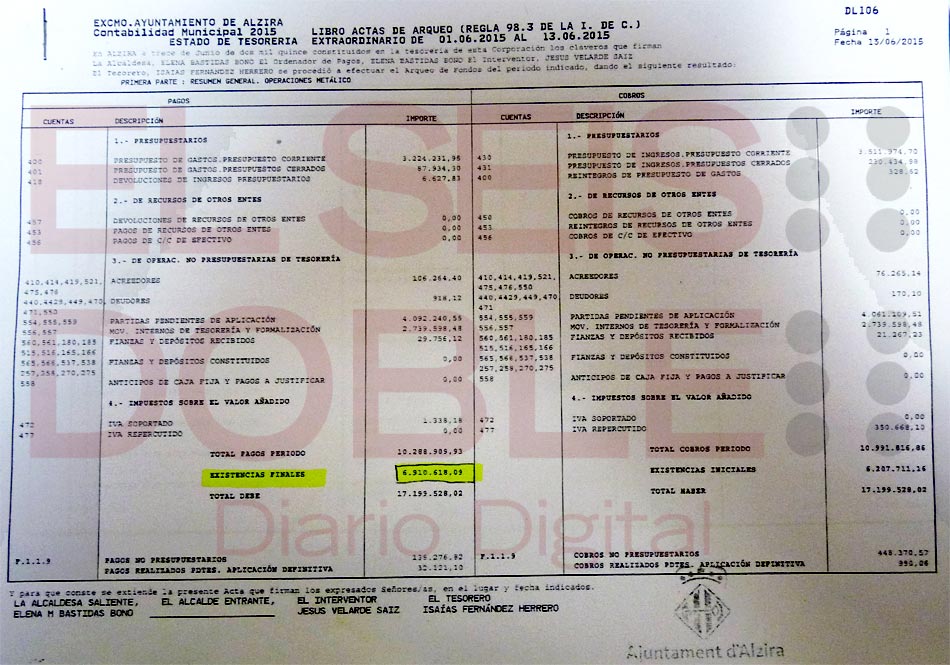 DL106
EXCMO.AYUNTAMIENTO DE ALZIRA
Contabilidad Municipal 2015
LIBRO ACTAS DE ARQUEO (REGLA 98.3 DE LA I. DE C.)
ESTADO DE TESORERIA EXTRAORDINARIO DE 01.06.2015 AL 13.06.2015
Página 1
Fecha 13/06/2015
En ALZIRA a trece de Junio de dos mil quince constituidos en la tesorería de esta Corporación los claveros que firman
La Alcaldesa, ELENA BASTIDAS BONO El Ordenador de Pagos, ELENA BASTIDAS BONO El Interventor, JESUS VELARDE SAIZ
El Tesorero, ISAIAS FERNANDEZ HERRERO se procedió a efectuar el Arqueo de Fondos del periodo indicado, dando el siguiente resultado:
PRIMERA PARTE : RESUMEN GENERAL. OPERACIONES METÁLICO
PAGOS COBROS
CUENTAS DESCRIPCIÓN IMPORTE CUENTAS DESCRIPCIÓN IMPORTE
1.- PRESUPUESTARIOS 1.- PRESUPUESTARIOS
400 PRESUPUESTO DE GASTOS.PRESUPUESTO CORRIENTE 3.224.231,98 430 PRESUPUESTO DE INGRESOS.PRESUPUESTO CORRIENTE 3.511.974,70
401 PRESUPUESTO DE GASTOS.PRESUPUESTOS CERRADOS 87.934,30 431 PRESUPUESTO DE INGRESOS.PRESUPUESTOS CERRADOS 230.434,98
418 DEVOLUCIONES DE INGRESOS PRESUPUESTARIOS 6.627,83 400 REINTEGROS DE PRESUPUESTO DE GASTOS 328,62
2.- DE RECURSOS DE OTROS ENTES 2.- DE RECURSOS DE OTROS ENTES
457 DEVOLUCIONES DE RECURSOS DE OTROS ENTES 0,00 450 COBROS DE RECURSOS DE OTROS ENTES 0,00
453 PAGOS DE RECURSOS DE OTROS ENTES 0,00 453 REINTEGROS DE RECURSOS DE OTROS ENTES 0,00
456 PAGOS DE C/C DE EFECTIVO 0,00 456 COBROS DE C/C DE EFECTIVO 0,00
3.- DE OPERAC. NO PRESUPUESTARIAS DE TESORERÍA 3.- DE OPERAC. NO PRESUPUESTARIAS DE TESORERÍA
410,414,419,521, ACREEDORES 106.264,40 410,414,419,521, ACREEDORES 76.265,14
475,476 475,476,550
440,4429,449,470, DEUDORES 918,12 440,4429,449,470, DEUDORES 170,10
471,550 471
554,555,559 PARTIDAS PENDIENTES DE APLICACIÓN 4.092.240,55 554,555,559 PARTIDAS PENDIENTES DE APLICACIÓN 4.061.109,51
556,557 MOV. INTERNOS DE TESORERÍA Y FORMALIZACIÓN 2.739.598,48 556,557 MOV. INTERNOS DE TESORERÍA Y FORMALIZACIÓN 2.739.598,48
560,561,180,185 FIANZAS Y DEPÓSITOS RECIBIDOS 29.756,12 560,561,180,185 FIANZAS Y DEPÓSITOS RECIBIDOS 21.267,23
515,516,165,166 515,516,165,166
565,566,537,538 FIANZAS Y DEPÓSITOS CONSTITUIDOS 0,00 565,566,537,538 FIANZAS Y DEPÓSITOS CONSTITUIDOS 0,00
257,258,270,275 257,258,270,275
558 ANTICIPOS DE CAJA FIJA Y PAGOS A JUSTIFICAR 0,00 558 ANTICIPOS DE CAJA FIJA Y PAGOS A JUSTIFICAR 0,00
4.- IMPUESTOS SOBRE EL VALOR AÑADIDO 4.- IMPUESTOS SOBRE EL VALOR AÑADIDO
472 IVA SOPORTADO 1.338,18 472 IVA SOPORTADO 0,00
477 IVA REPERCUTIDO 0,00 477 IVA REPERCUTIDO 350.668,10
TOTAL PAGOS PERIODO 10.288.909,93 TOTAL COBROS PERIODO 10.991.816,86
EXISTENCIAS FINALES 6.910.618,09 EXISTENCIAS INICIALES 6.207.711,16
TOTAL DEBE 17.199.528,02 TOTAL HABER 17.199.528,02
F.1.1.9 PAGOS NO PRESUPUESTARIOS F.1.1.9 COBROS NO PRESUPUESTARIOS 448.370,57
PAGOS REALIZADOS PDTES. APLICACIÓN DEFINITIVA 32.121,10 COBROS REALIZADOS PDTES. APLICACIÓN DEFINITIVA 990,06
Y para que conste se extiende la presente Acta que firman los expresados Señores/as, en el lugar y fecha indicados.
LA ALCALDESA SALIENTE, EL ALCALDE ENTRANTE, EL INTERVENTOR EL TESORERO
ELENA M BASTIDAS BONO JESUS VELARDE SAIZ ISAÍAS FERNÁNDEZ HERRERO
Ajuntament d'Alzira
EL SEIS
DOBLE
Diario Digital